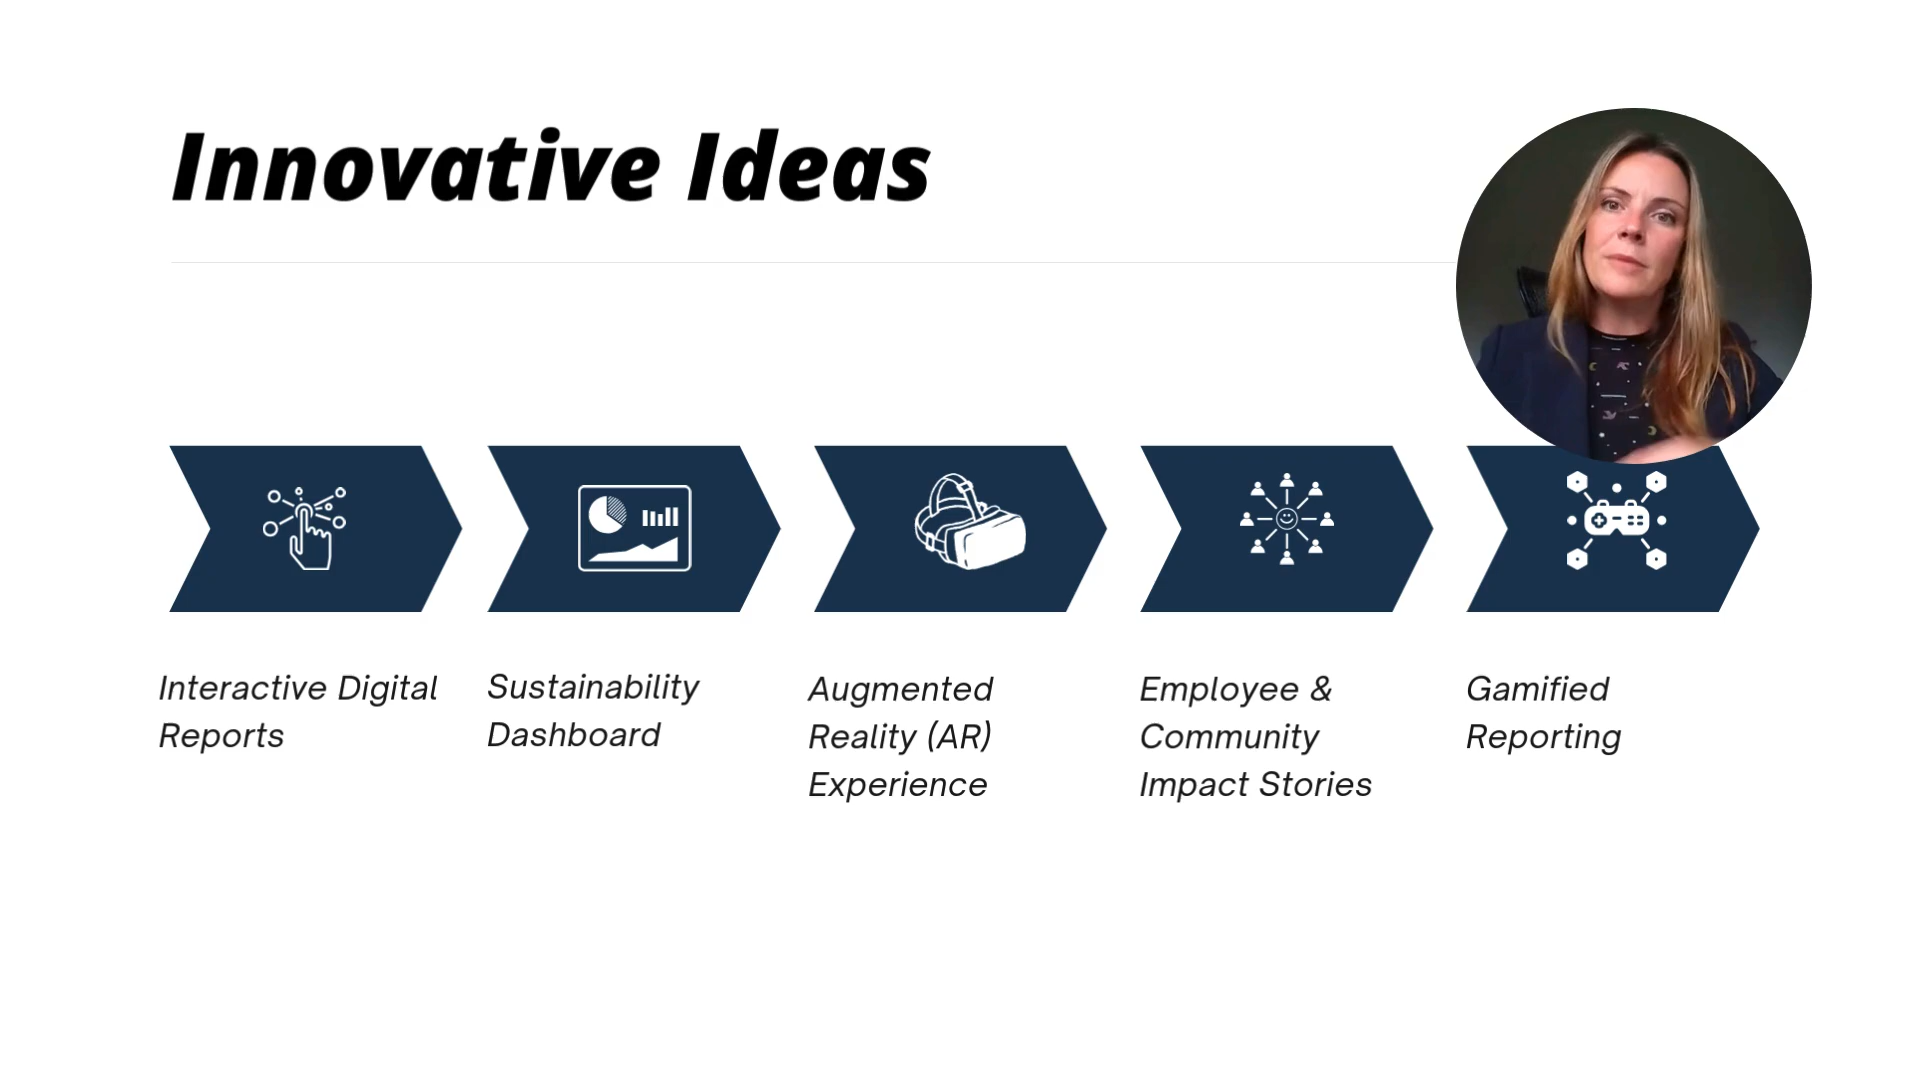 Innovative Ideas
Interactive Digital
Reports
Sustainability
Dashboard
Augmented
Reality (AR)
Experience
Employee &
Community
Impact Stories
Gamified
Reporting